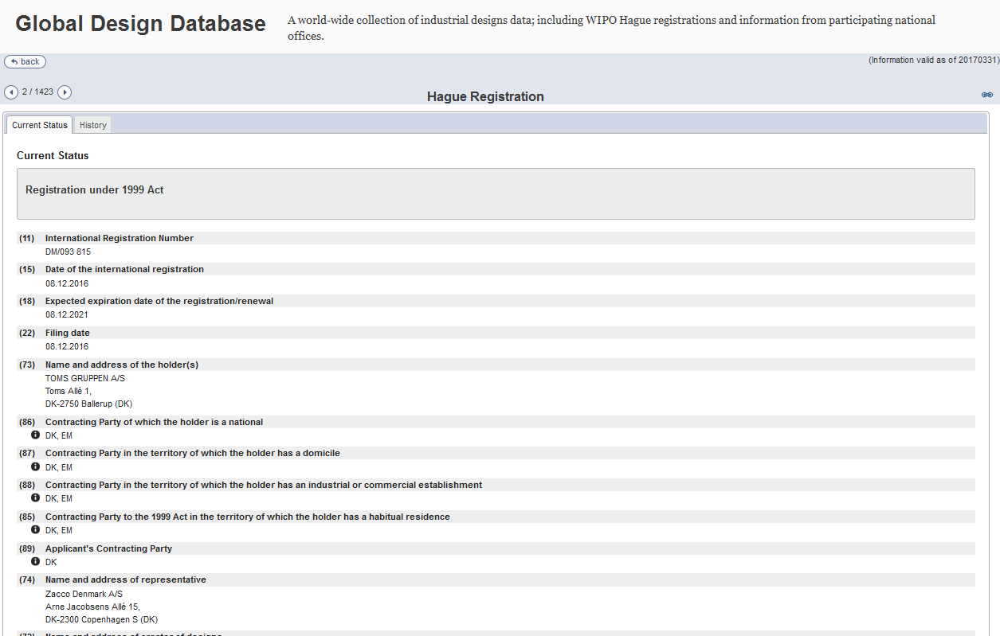 Global Design Database
A world-wide collection of industrial designs data; including WIPO Hague registrations and information from participating national
offices.
back
(Information valid as of 20170331)
2 / 1423
Hague Registration
Current Status
History
Current Status
Registration under 1999 Act
(11) International Registration Number
DM/093 815
(15) Date of the international registration
08.12.2016
(18) Expected expiration date of the registration/renewal
08.12.2021
(22) Filing date
08.12.2016
(73) Name and address of the holder(s)
TOMS GRUPPEN A/S
Toms Allé 1,
DK-2750 Ballerup (DK)
(86) Contracting Party of which the holder is a national
DK, EM
(87) Contracting Party in the territory of which the holder has a domicile
DK, EM
(88) Contracting Party in the territory of which the holder has an industrial or commercial establishment
DK, EM
(85) Contracting Party to the 1999 Act in the territory of which the holder has a habitual residence
DK, EM
(89) Applicant's Contracting Party
DK
(74) Name and address of representative
Zacco Denmark A/S
Arne Jacobsens Allé 15,
DK-2300 Copenhagen S (DK)
(72) Name and address of creator of designs